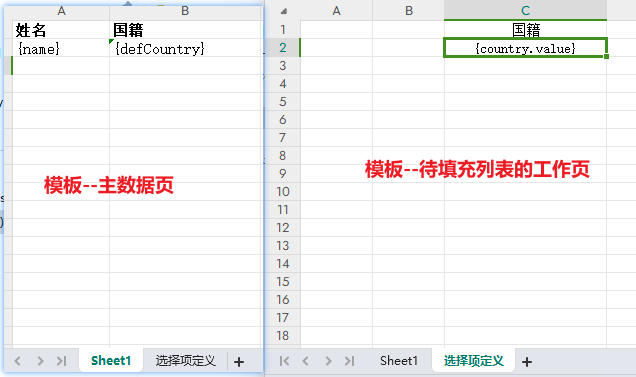 A B
姓名 国籍
{name} {defCountry}
模板--主数据页
Sheet1 选择项定义 +
A B C
1 国籍
2 {country.value}
3
4
5
6
7
8
9
10
11
12
13
14
15
16
17
18
模板--待填充列表的工作页
Sheet1 选择项定义 +